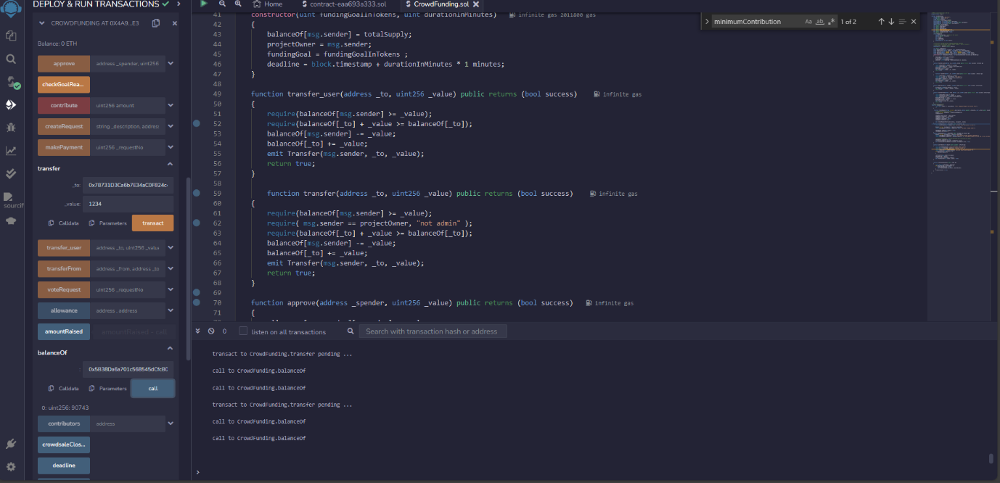 DEPLOY & RUN TRANSACTIONS
CROWDFUNDING AT 0X4A9...E3
Balance: 0 ETH
approve
address _spender, uint256
checkGoalRea...
contribute
uint256 amount
createRequest
string _description, address
makePayment
uint256 _requestNo
transfer
_to:
0x78731D3Ca6b7E34aC0F824c
_value:
1234
Calldata
Parameters
transact
transfer_user
address _to, uint256 _value
transferFrom
address _from, address _to
voteRequest
uint256 _requestNo
allowance
address , address
amountRaised
amountRaised - call
balanceOf
:
0x5B38Da6a701c568545dCfcB0
Calldata
Parameters
call
0: uint256: 90743
contributors
address
crowdsaleClos...
deadline
sourcif
Home
contract-eaa693a333.sol
CrowdFunding.sol
minimumContribution
Aa
ab
.*
1 of 2
41 constructor(uint fundingGoalInTokens, uint durationInMinutes) infinite gas 2011800 gas
42 {
43 balanceOf[msg.sender] = totalSupply;
44 projectOwner = msg.sender;
45 fundingGoal = fundingGoalInTokens ;
46 deadline = block.timestamp + durationInMinutes * 1 minutes;
47 }
48
49 function transfer_user(address _to, uint256 _value) public returns (bool success) infinite gas
50 {
51 require(balanceOf[msg.sender] >= _value);
52 require(balanceOf[_to] + _value >= balanceOf[_to]);
53 balanceOf[msg.sender] -= _value;
54 balanceOf[_to] += _value;
55 emit Transfer(msg.sender, _to, _value);
56 return true;
57 }
58
59 function transfer(address _to, uint256 _value) public returns (bool success) infinite gas
60 {
61 require(balanceOf[msg.sender] >= _value);
62 require( msg.sender == projectOwner, "not admin" );
63 require(balanceOf[_to] + _value >= balanceOf[_to]);
64 balanceOf[msg.sender] -= _value;
65 balanceOf[_to] += _value;
66 emit Transfer(msg.sender, _to, _value);
67 return true;
68 }
69
70 function approve(address _spender, uint256 _value) public returns (bool success) infinite gas
71 {
0
listen on all transactions
Search with transaction hash or address
transact to CrowdFunding.transfer pending ...
call to CrowdFunding.balanceOf
call to CrowdFunding.balanceOf
transact to CrowdFunding.transfer pending ...
call to CrowdFunding.balanceOf
call to CrowdFunding.balanceOf
>